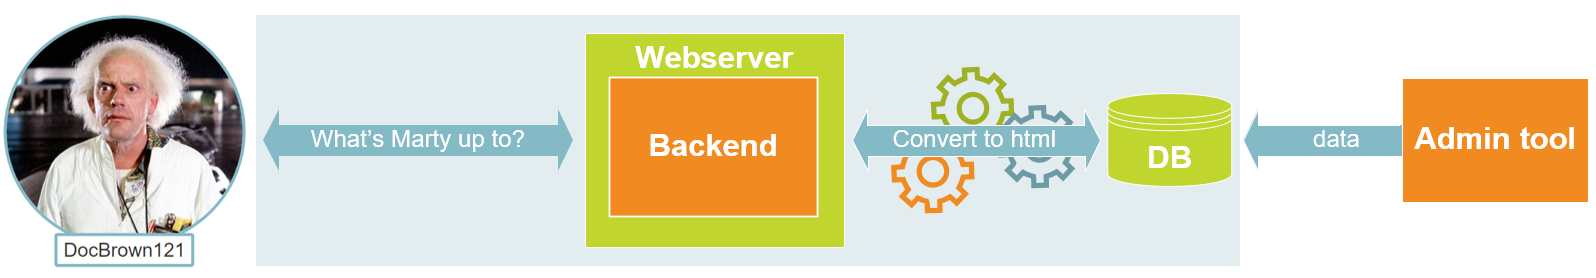 DocBrown121
What's Marty up to?
Webserver
Backend
Convert to html
DB
data
Admin tool